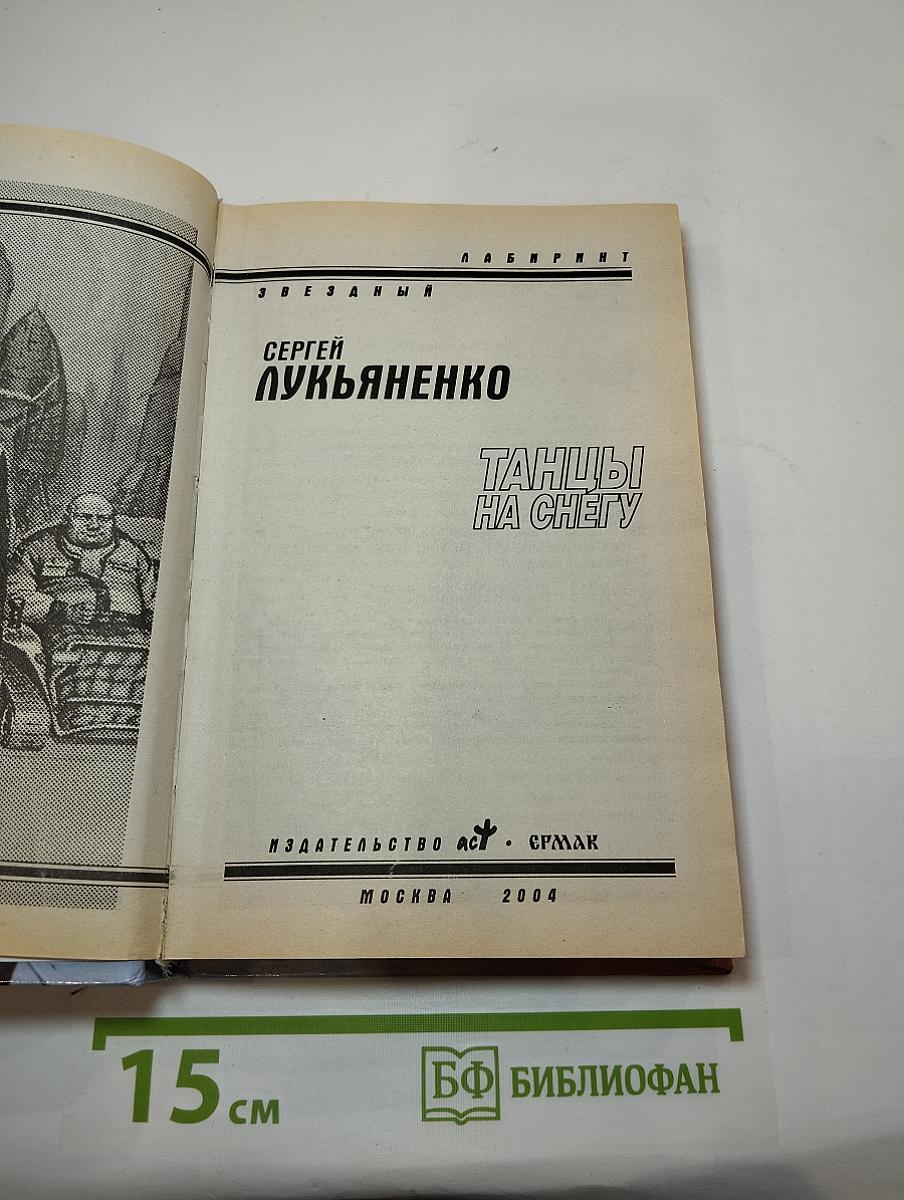 ЛАБИРИНТ
ЗВЕЗДНЫЙ
СЕРГЕЙ
ЛУКЬЯНЕНКО
ТАНЦЫ
НА СНЕГУ
ИЗДАТЕЛЬСТВО аст • ЕРМАК
МОСКВА 2004
15 см
БФ БИБЛИОФАН